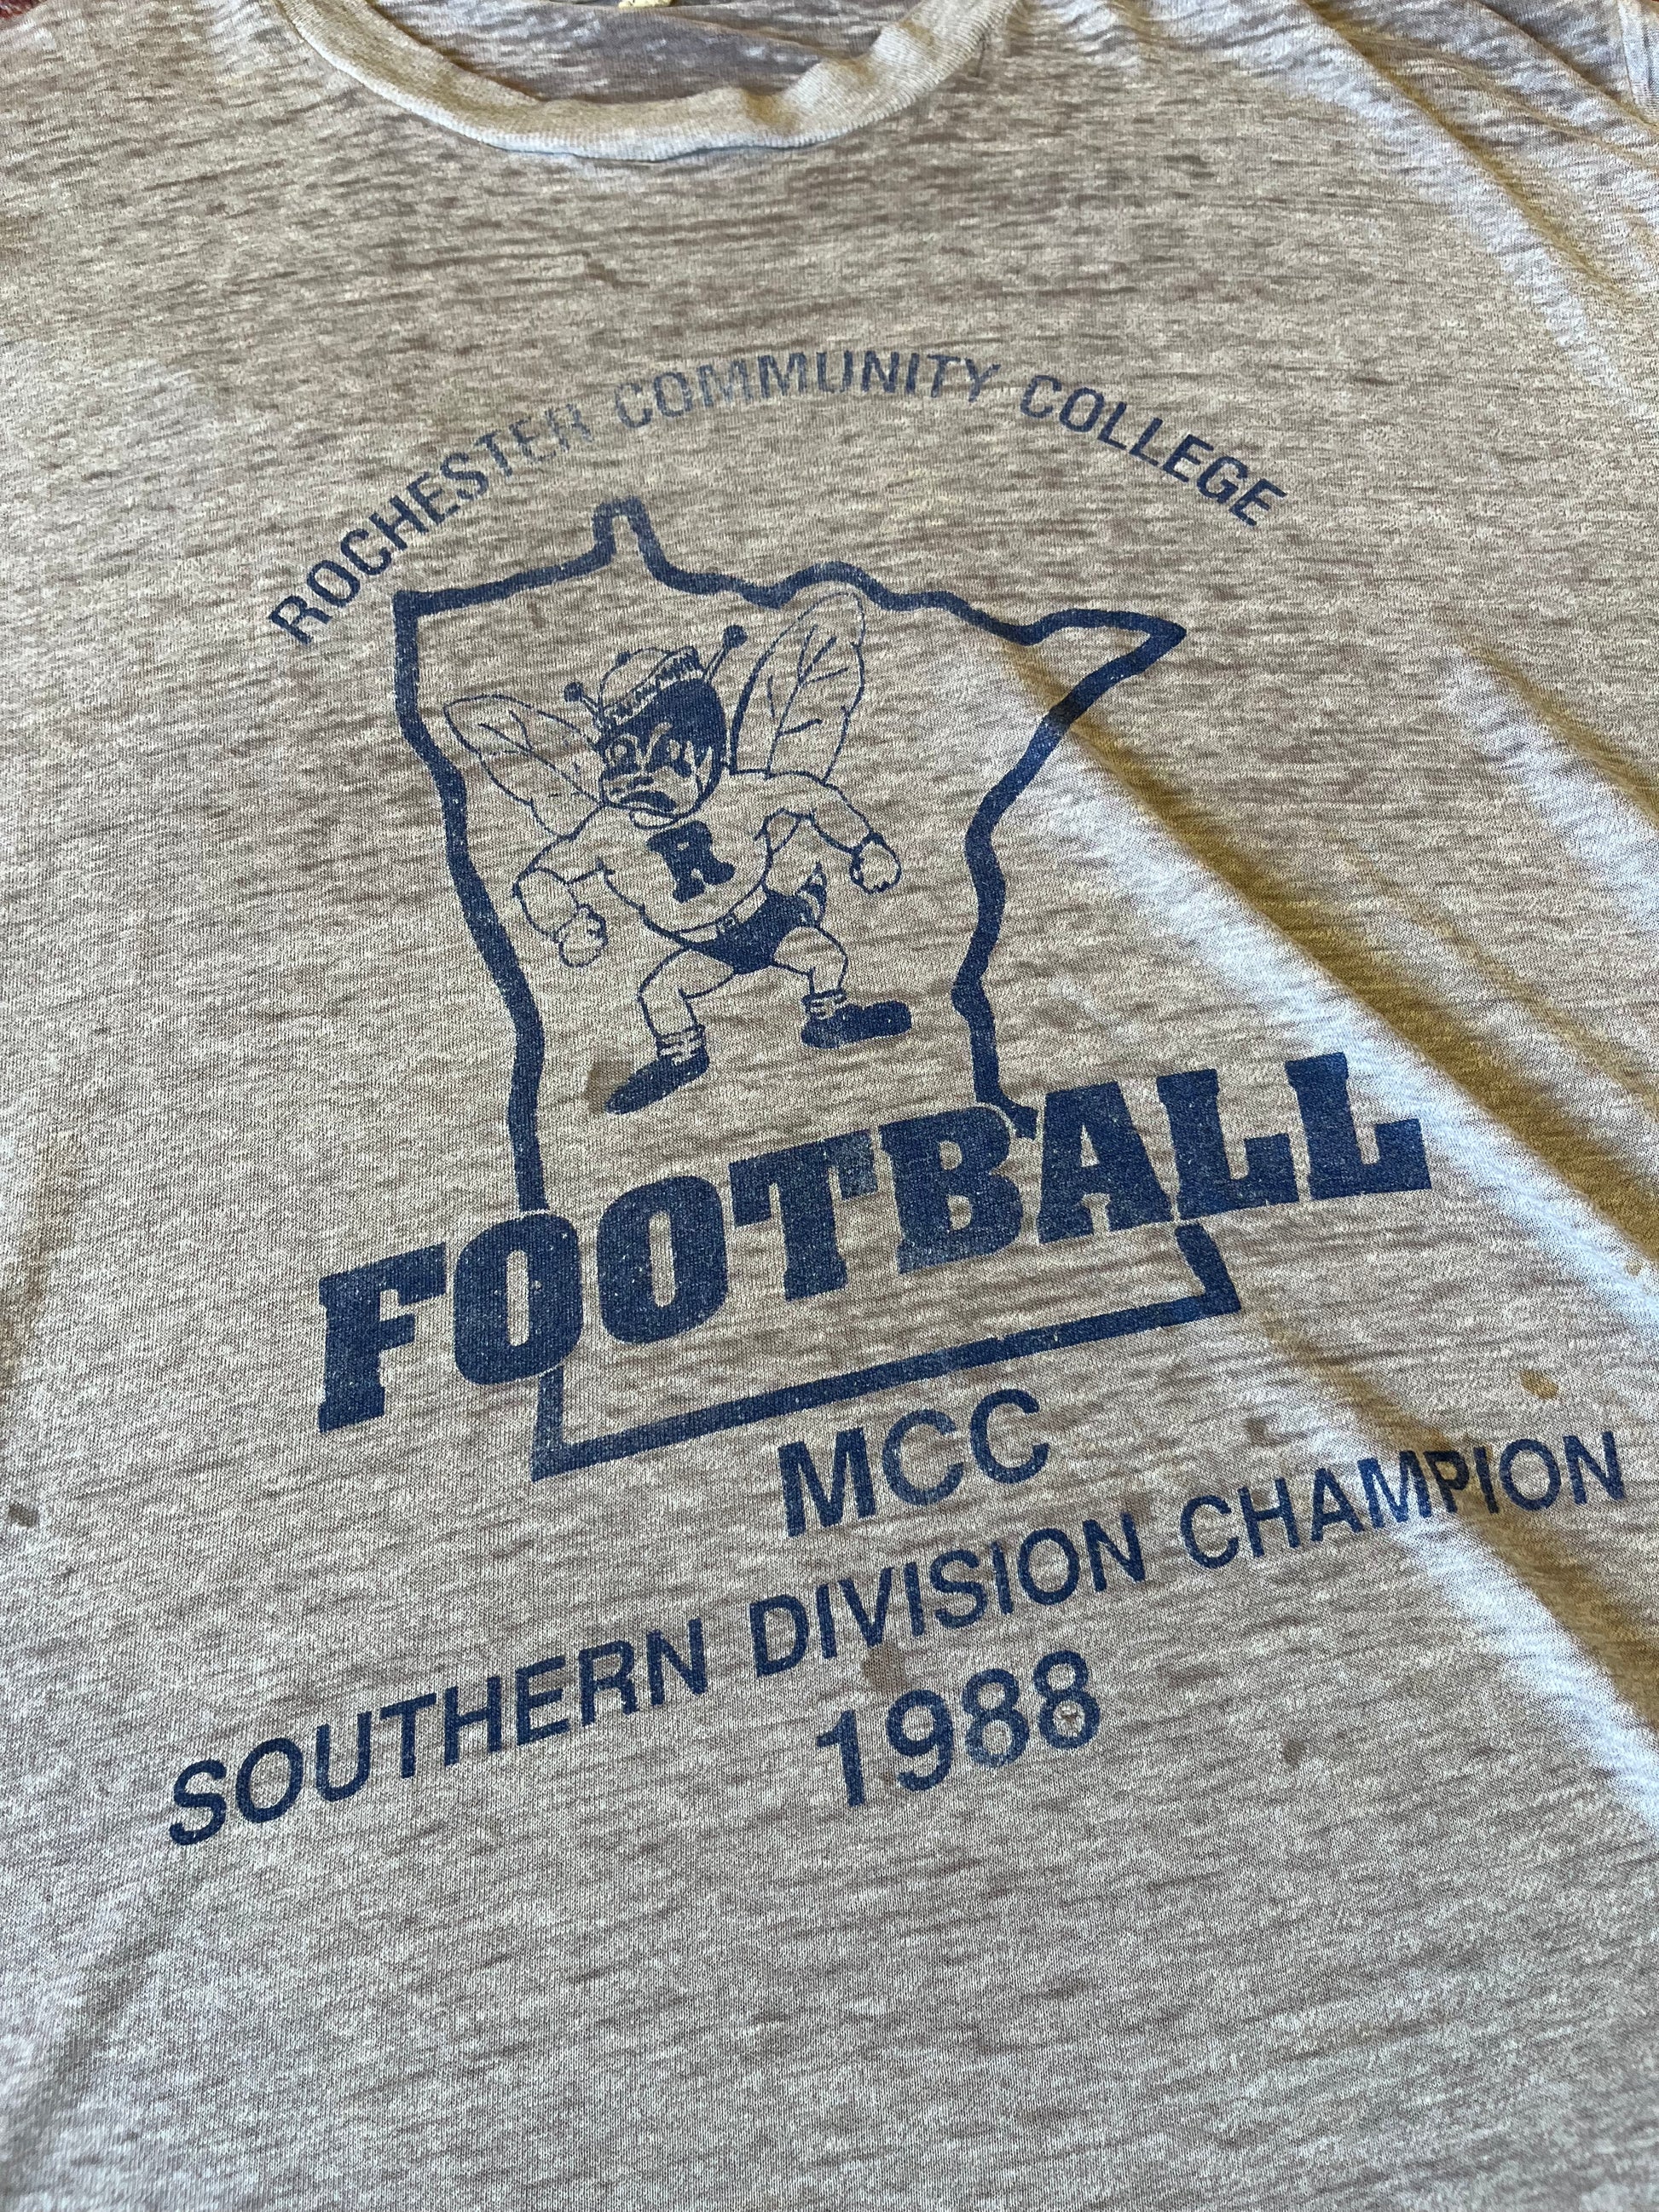 ROCHESTER COMMUNITY COLLEGE
R
FOOTBALL
MCC
SOUTHERN DIVISION CHAMPION
1988